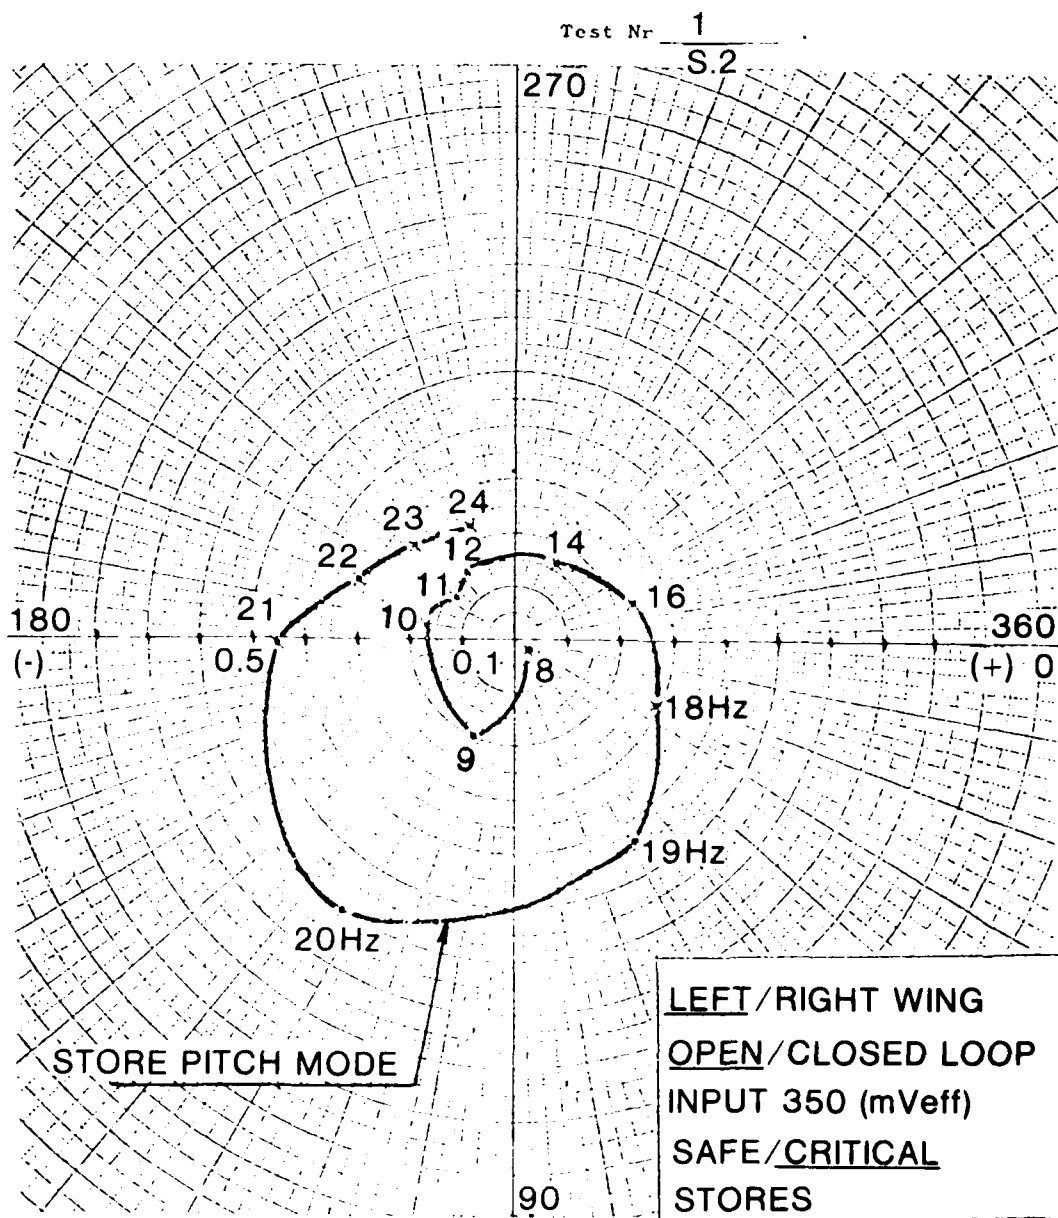 Test Nr 1
S.2
270
24
23
12
14
22
11
16
21
10
180
360
(-)
0.5
0.1
8
(+) 0
18Hz
9
19Hz
20Hz
LEFT/RIGHT WING
OPEN/CLOSED LOOP
STORE PITCH MODE
INPUT 350 (mVeff)
SAFE/CRITICAL
STORES
90